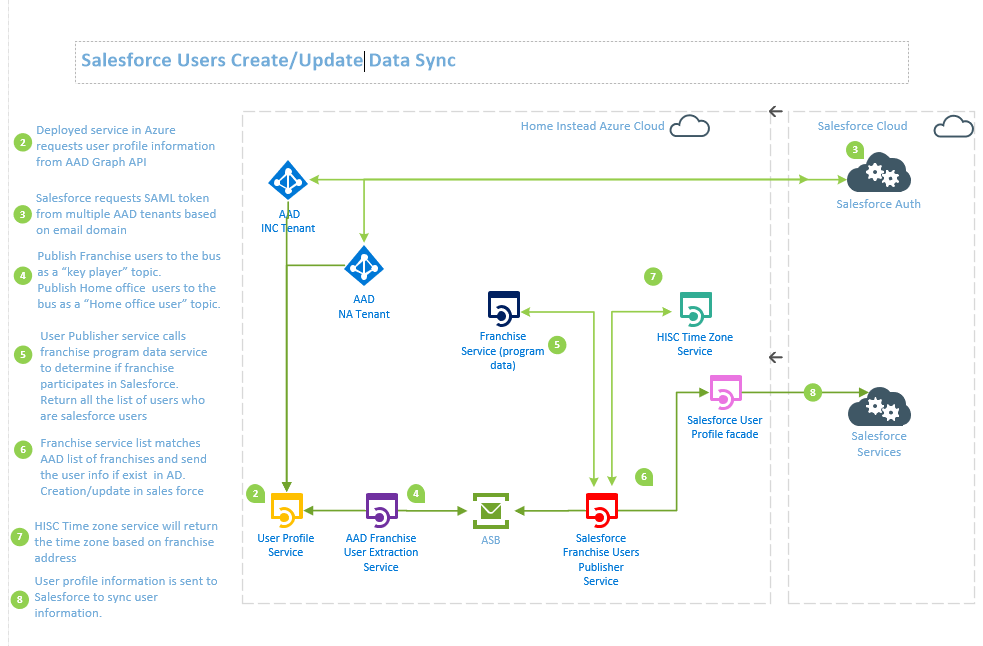 Salesforce Users Create/Update Data Sync
2
Deployed service in Azure
requests user profile information
from AAD Graph API
3
Salesforce requests SAML token
from multiple AAD tenants based
on email domain
4
Publish Franchise users to the bus
as a “key player” topic.
Publish Home office  users to the
bus as a “Home office user” topic.
5
User Publisher service calls
franchise program data service
to determine if franchise
participates in Salesforce.
Return all the list of users who
are salesforce users
6
Franchise service list matches
AAD list of franchises and send
the user info if exist  in AD.
Creation/update in sales force
7
HISC Time zone service will return
the time zone based on franchise
address
8
User profile information is sent to
Salesforce to sync user
information.
Home Instead Azure Cloud
Salesforce Cloud
3
Salesforce Auth
AAD
INC Tenant
AAD
NA Tenant
Franchise
Service (program
data)
5
7
HISC Time Zone
Service
Salesforce User
Profile facade
8
Salesforce
Services
2
User Profile
Service
4
AAD Franchise
User Extraction
Service
ASB
6
Salesforce
Franchise Users
Publisher
Service